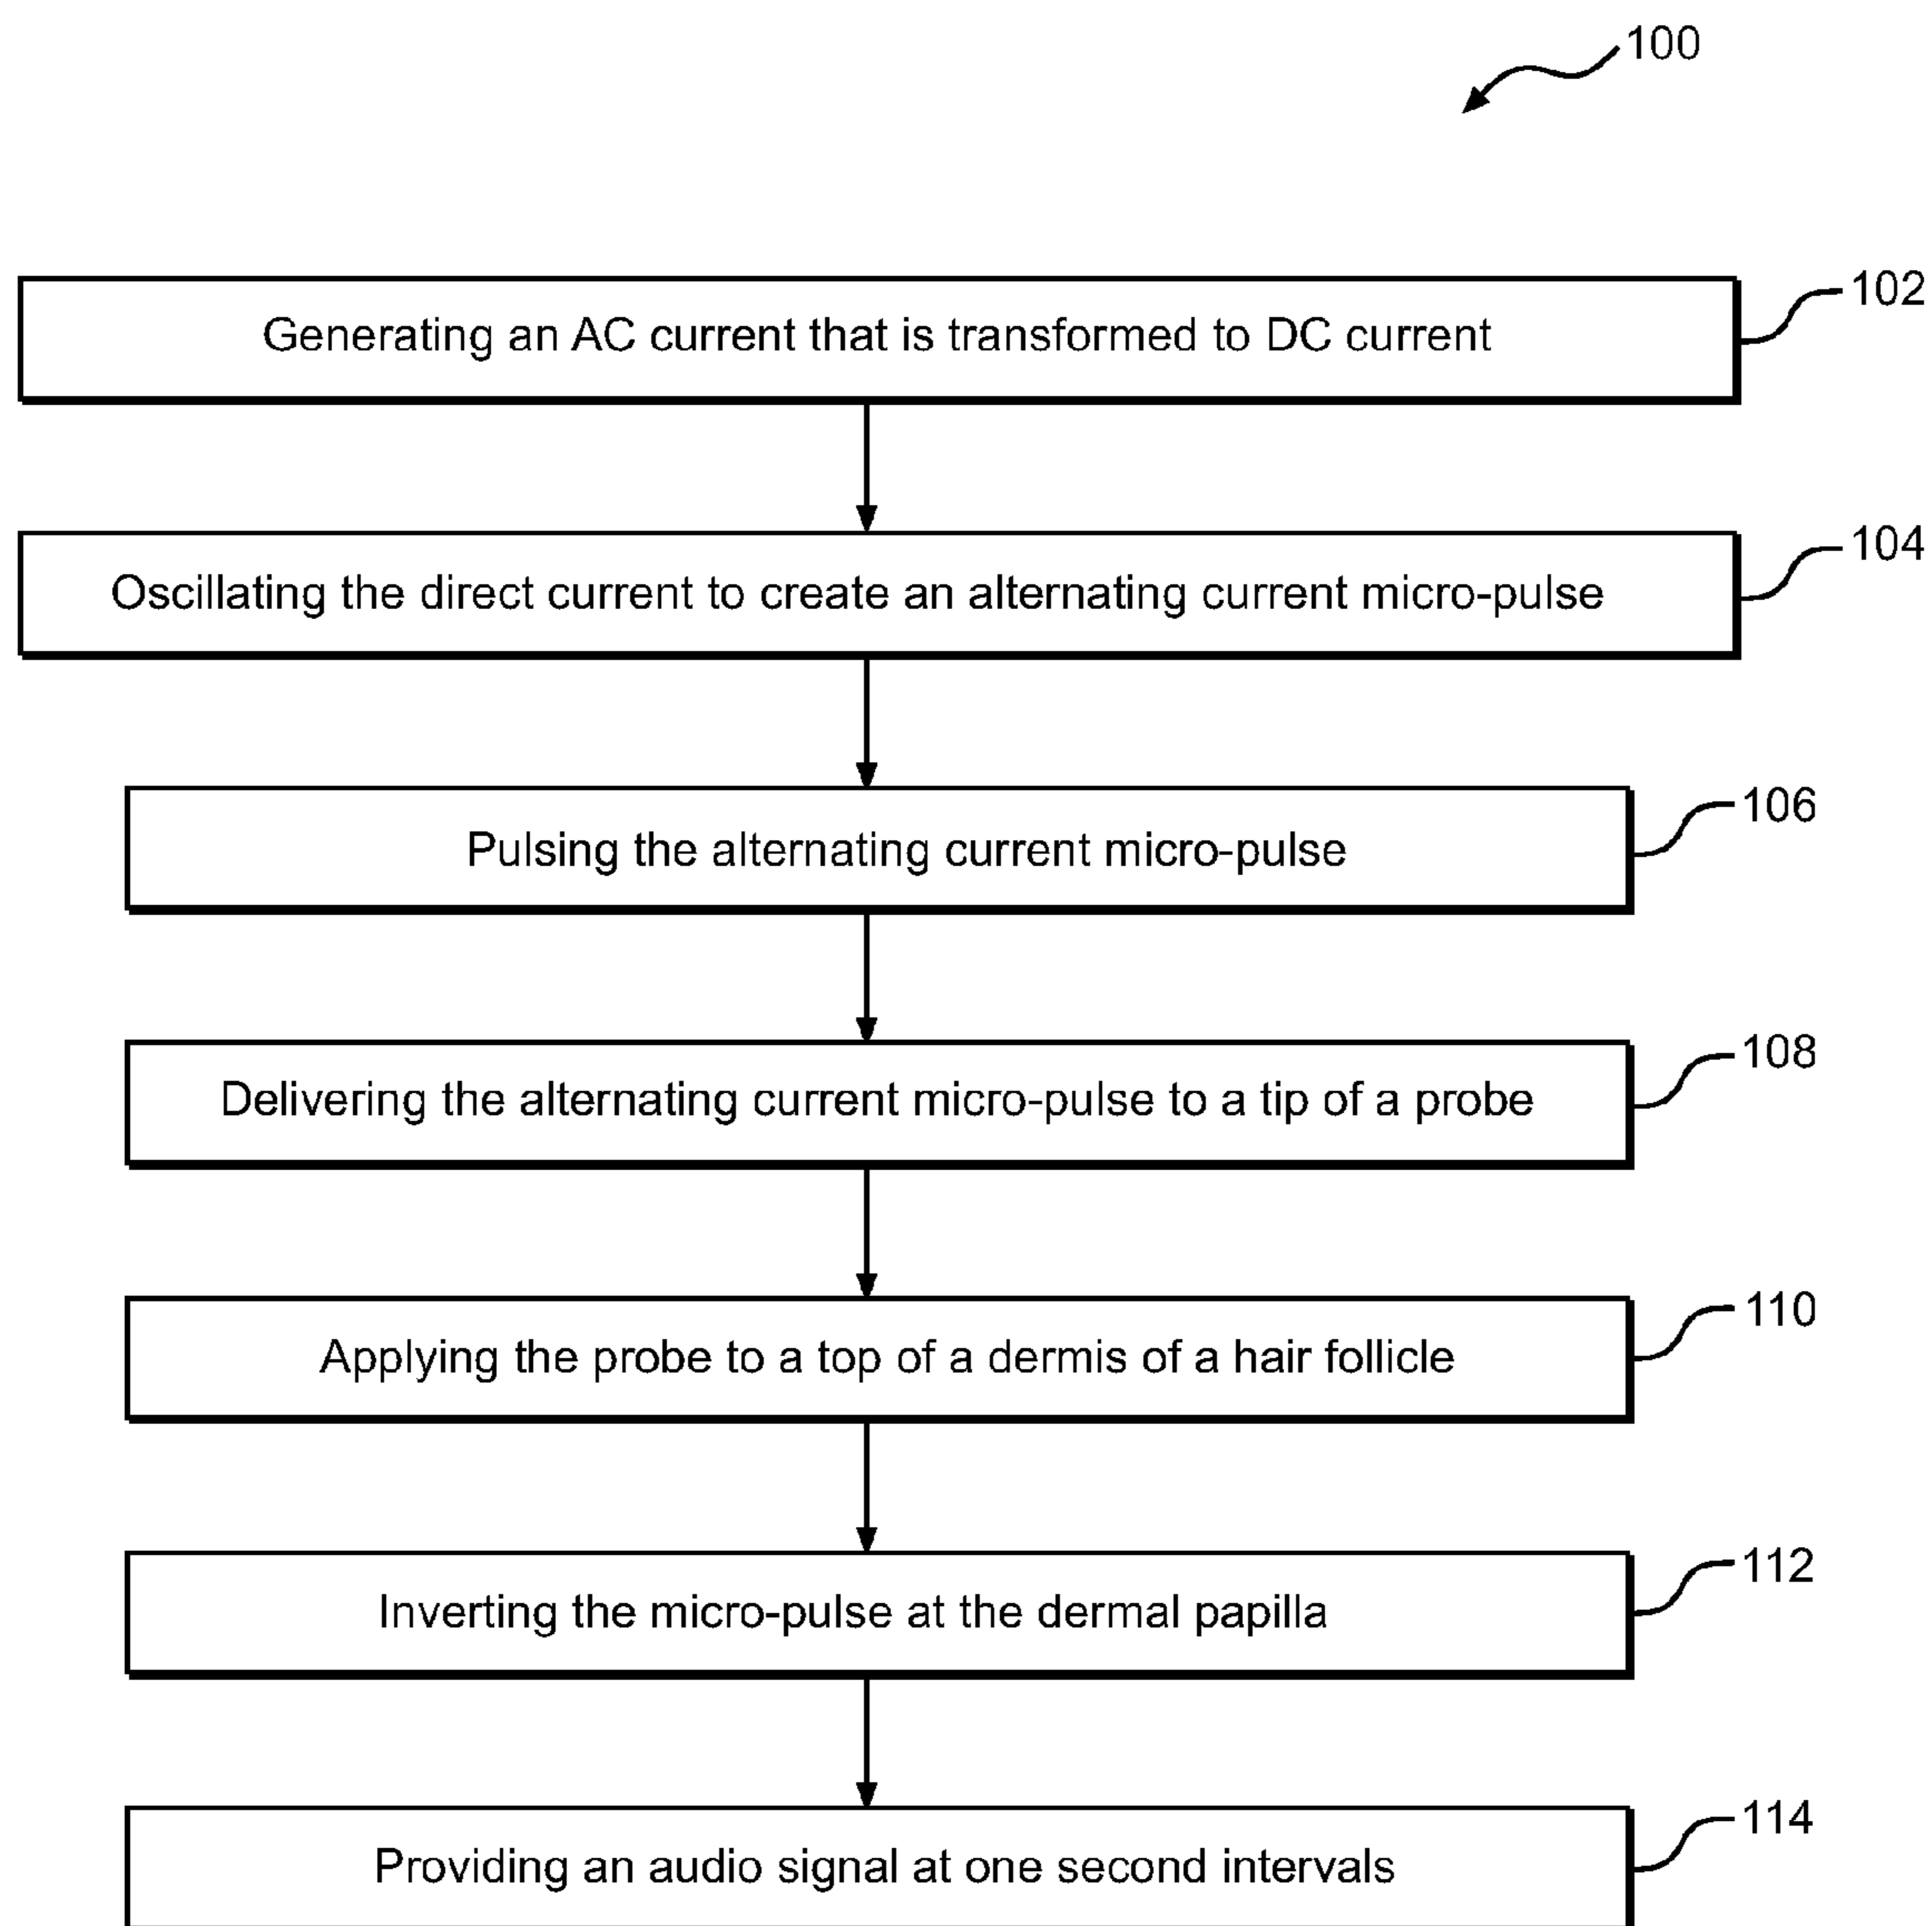 100
Generating an AC current that is transformed to DC current
102
Oscillating the direct current to create an alternating current micro-pulse
104
Pulsing the alternating current micro-pulse
106
Delivering the alternating current micro-pulse to a tip of a probe
108
Applying the probe to a top of a dermis of a hair follicle
110
Inverting the micro-pulse at the dermal papilla
112
Providing an audio signal at one second intervals
114